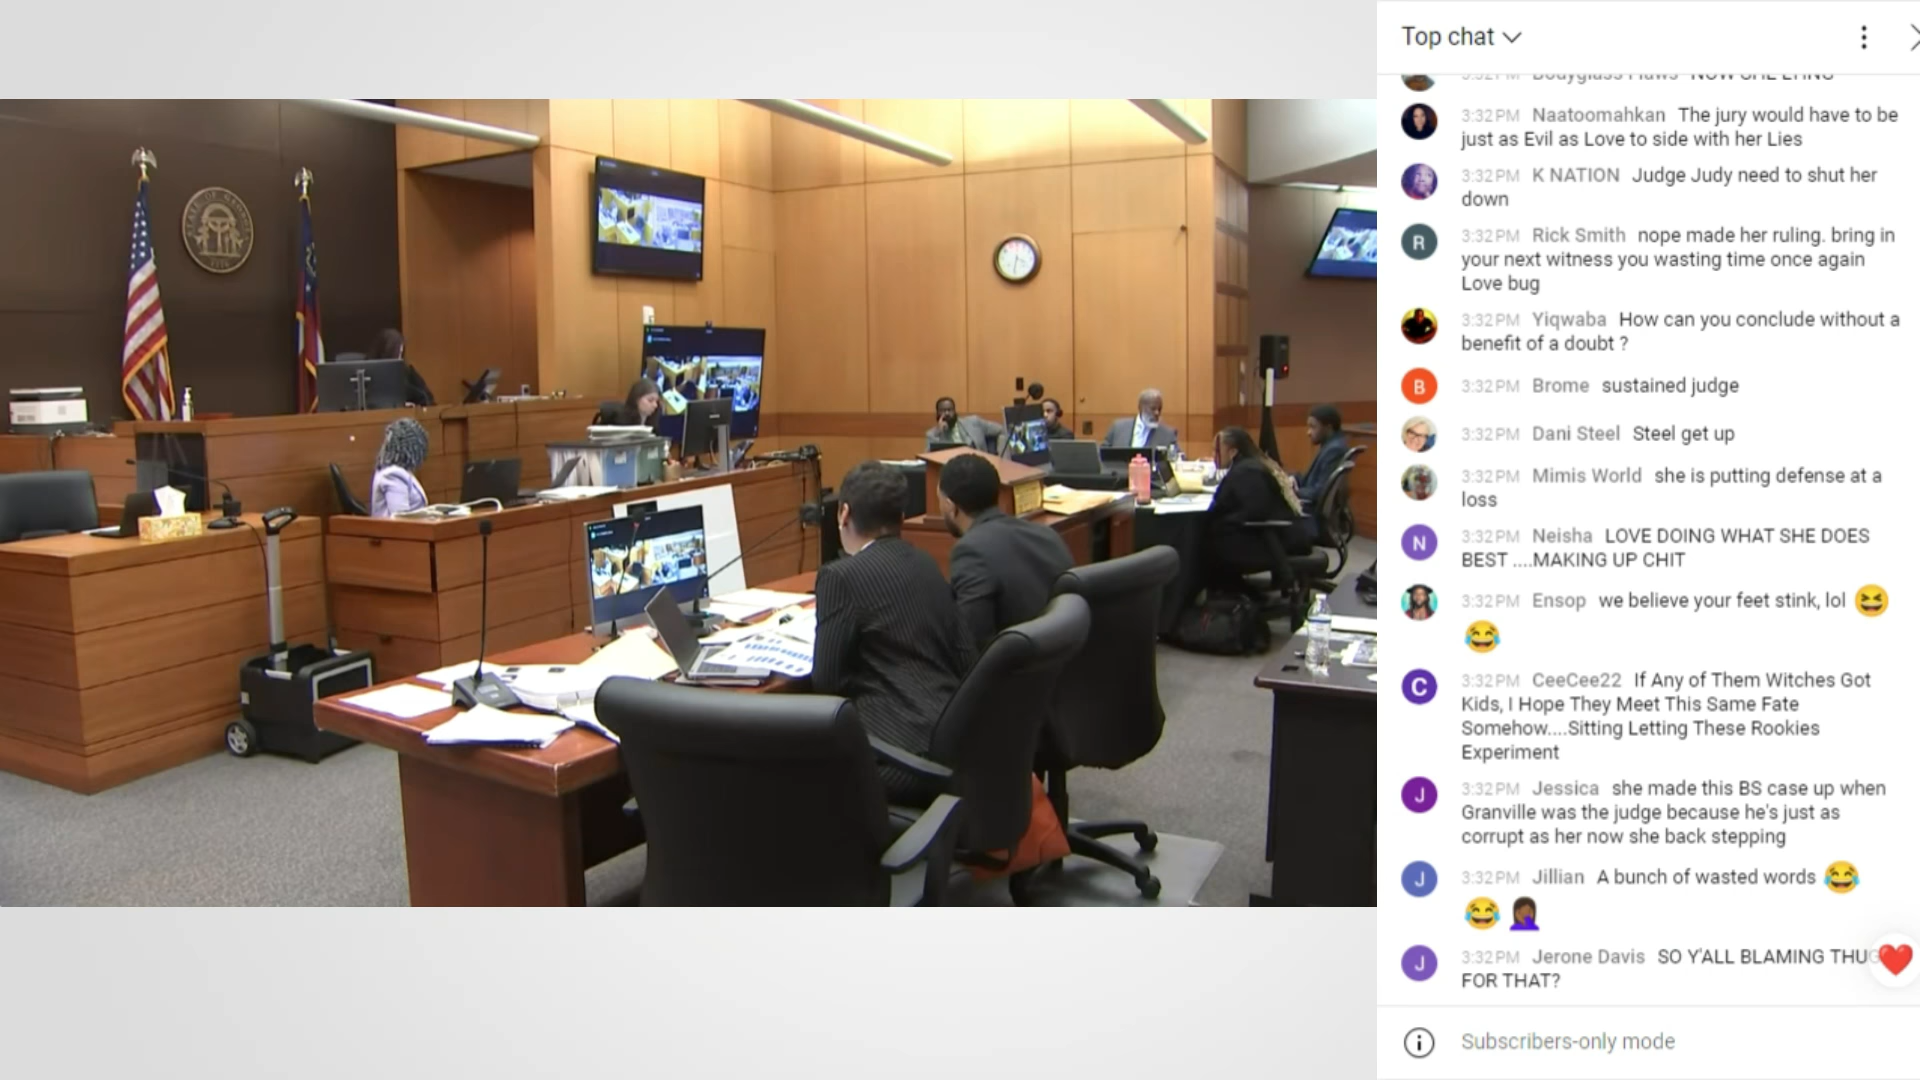 Top chat
NOW SHE LYING
3:32 PM Naatoomahkan The jury would have to be
just as Evil as Love to side with her Lies
3:32 PM K NATION Judge Judy need to shut her
down
R
3:32 PM Rick Smith nope made her ruling. bring in
your next witness you wasting time once again
Love bug
3:32 PM Yiqwaba How can you conclude without a
benefit of a doubt ?
B
3:32 PM Brome sustained judge
3:32 PM Dani Steel Steel get up
3:32 PM Mimis World she is putting defense at a
loss
N
3:32 PM Neisha LOVE DOING WHAT SHE DOES
BEST ....MAKING UP CHIT
3:32 PM Ensop we believe your feet stink, lol 😆
😂
C
3:32 PM CeeCee22 If Any of Them Witches Got
Kids, I Hope They Meet This Same Fate
Somehow....Sitting Letting These Rookies
Experiment
J
3:32 PM Jessica she made this BS case up when
Granville was the judge because he's just as
corrupt as her now she back stepping
J
3:32 PM Jillian A bunch of wasted words 😂
😂 🤦🏾‍♀️
J
3:32 PM Jerone Davis SO Y'ALL BLAMING THUG
FOR THAT?
Subscribers-only mode
STATE OF GEORGIA
1776